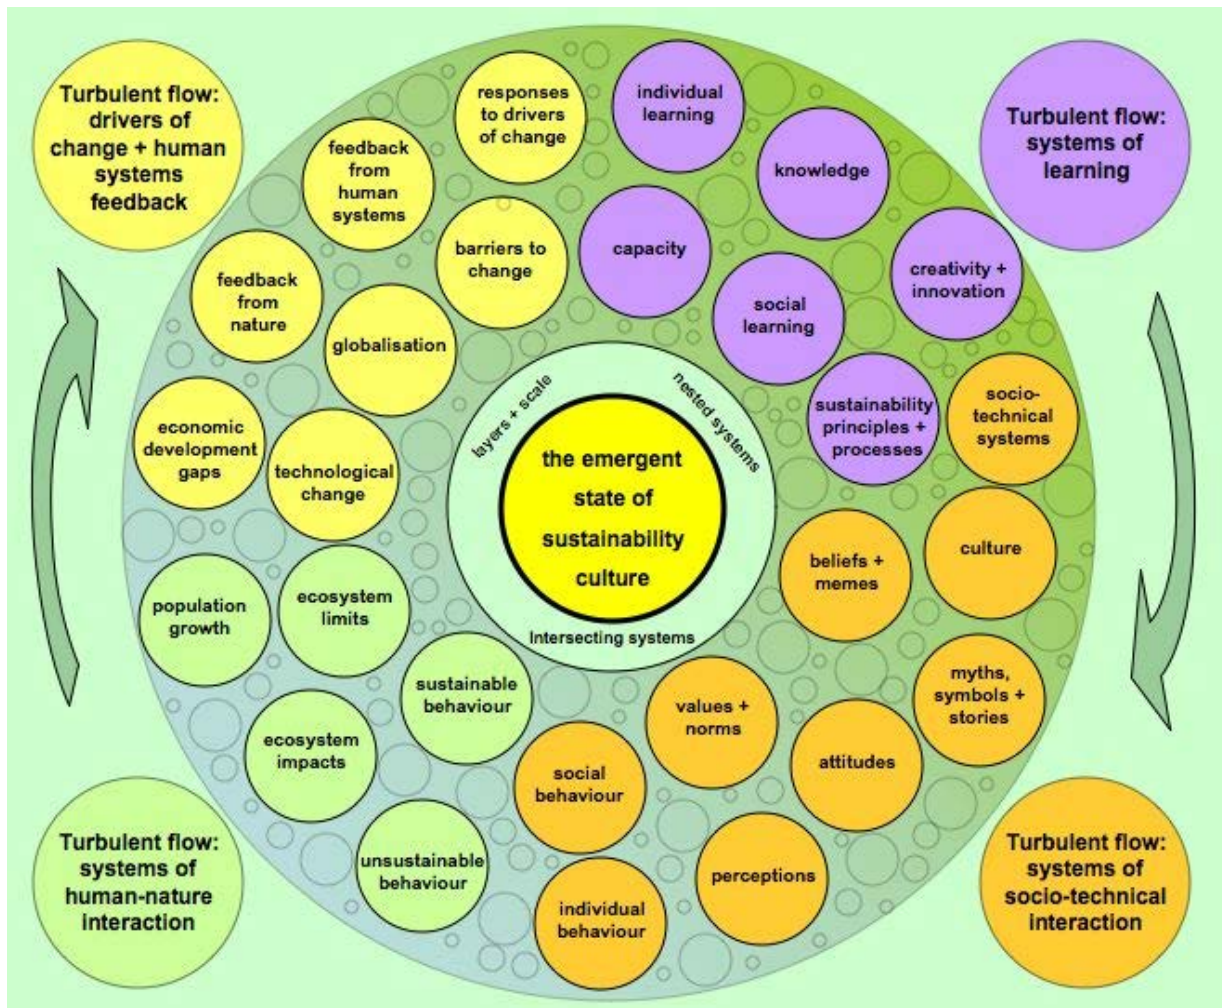 Turbulent flow:
drivers of
change + human
systems
feedback
responses
to drivers
of change
individual
learning
Turbulent flow:
systems of
learning
feedback
from
human
systems
knowledge
barriers to
change
capacity
creativity +
innovation
feedback
from
nature
globalisation
social
learning
economic
development
gaps
technological
change
layers + scale
nested systems
sustainability
principles +
processes
socio-
technical
systems
the emergent
state of
sustainability
culture
Intersecting systems
beliefs +
memes
culture
population
growth
ecosystem
limits
sustainable
behaviour
values +
norms
myths,
symbols +
stories
ecosystem
impacts
social
behaviour
attitudes
unsustainable
behaviour
individual
behaviour
perceptions
Turbulent flow:
systems of
human-nature
interaction
Turbulent flow:
systems of
socio-technical
interaction